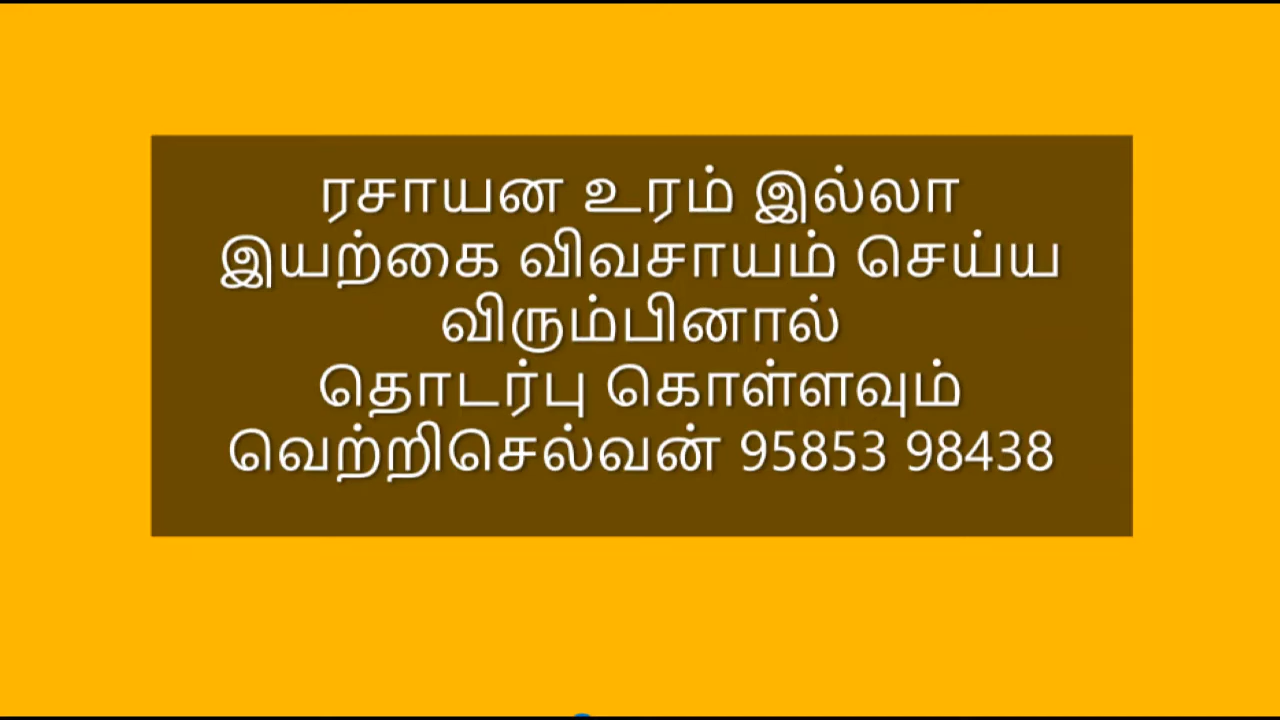 ரசாயன உரம் இல்லா
இயற்கை விவசாயம் செய்ய
விரும்பினால்
தொடர்பு கொள்ளவும்
வெற்றிசெல்வன் 95853 98438